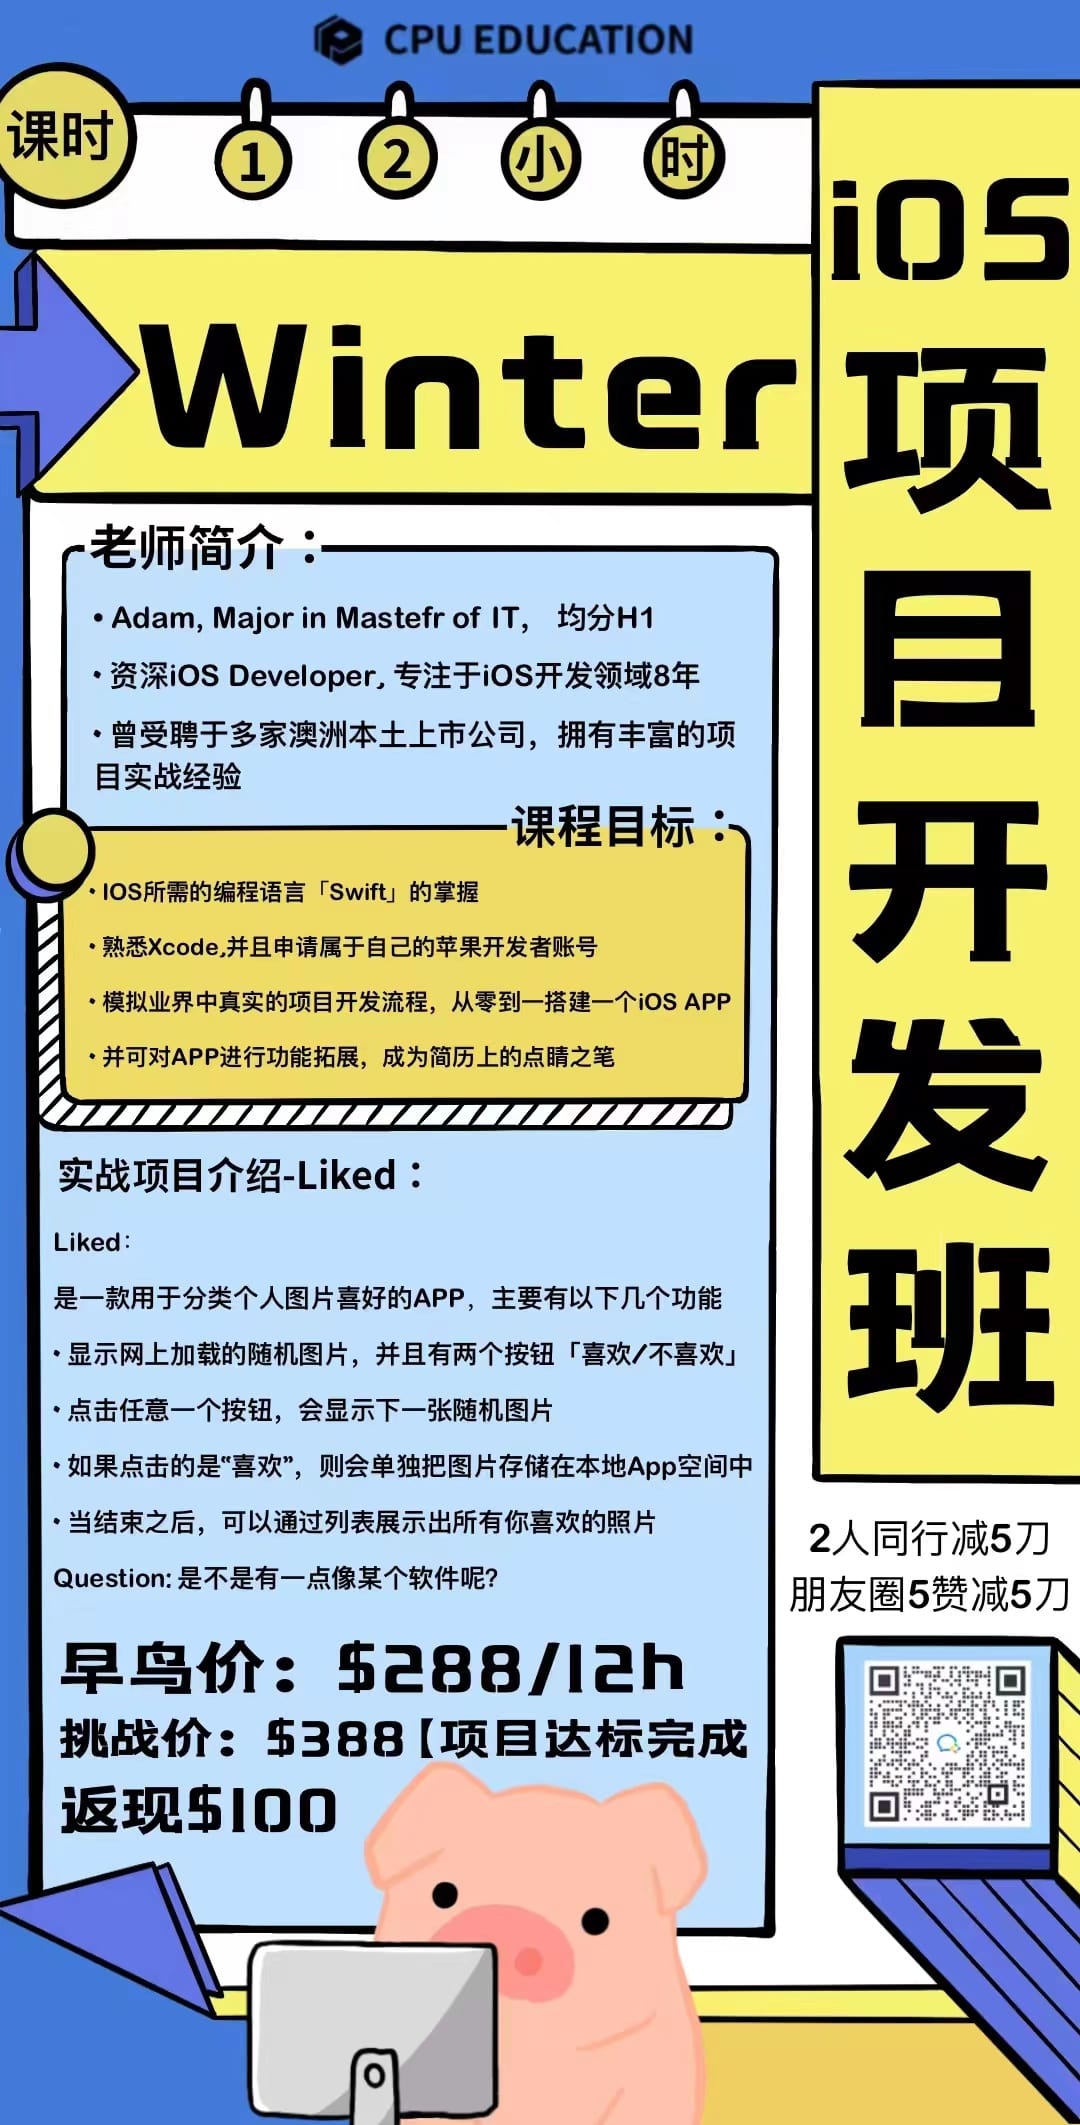 CPU EDUCATION
课时
12小时
Winter
iOS项目开发班
老师简介：
• Adam, Major in Mastefr of IT， 均分H1
· 资深iOS Developer, 专注于iOS开发领域8年
· 曾受聘于多家澳洲本土上市公司，拥有丰富的项
目实战经验
课程目标：
· IOS所需的编程语言「Swift」的掌握
· 熟悉Xcode,并且申请属于自己的苹果开发者账号
· 模拟业界中真实的项目开发流程，从零到一搭建一个iOS APP
· 并可对APP进行功能拓展，成为简历上的点睛之笔
实战项目介绍-Liked：
Liked：
是一款用于分类个人图片喜好的APP，主要有以下几个功能
· 显示网上加载的随机图片，并且有两个按钮「喜欢/不喜欢」
· 点击任意一个按钮，会显示下一张随机图片
· 如果点击的是“喜欢”，则会单独把图片存储在本地App空间中
· 当结束之后，可以通过列表展示出所有你喜欢的照片
Question: 是不是有一点像某个软件呢?
早鸟价：$288/12h
挑战价：$388【项目达标完成
返现$100
2人同行减5刀
朋友圈5赞减5刀